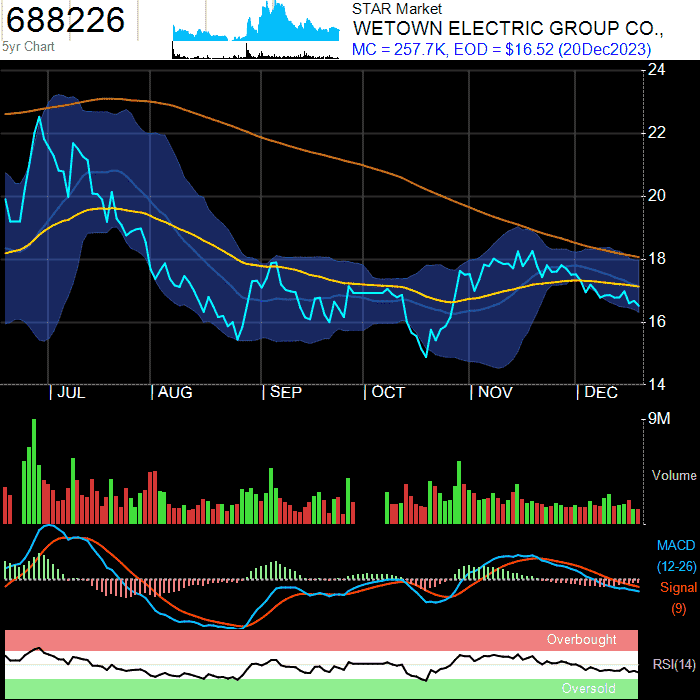 688226
5yr Chart
STAR Market
WETOWN ELECTRIC GROUP CO.,
MC = 257.7K, EOD = $16.52 (20Dec2023)
24
22
20
18
16
14
JUL
AUG
SEP
OCT
NOV
DEC
9M
Volume
MACD
(12-26)
Signal
(9)
Overbought
RSI(14)
Oversold